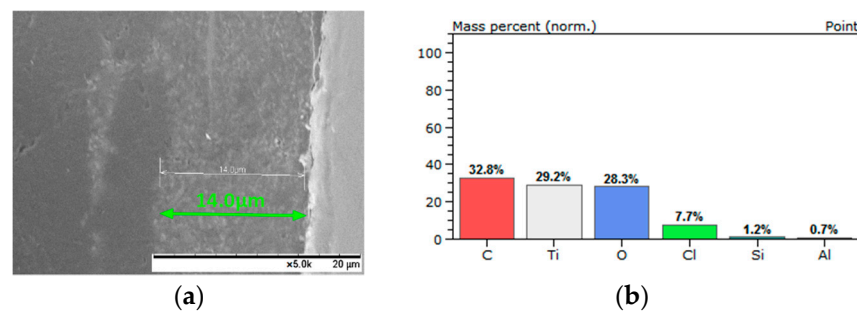 14.0µm
14.0µm
×5.0k 20 µm
(a)
Mass percent (norm.) Point
100
80
60
40
20
0
32.8%
29.2%
28.3%
7.7%
1.2%
0.7%
C Ti O Cl Si Al
(b)